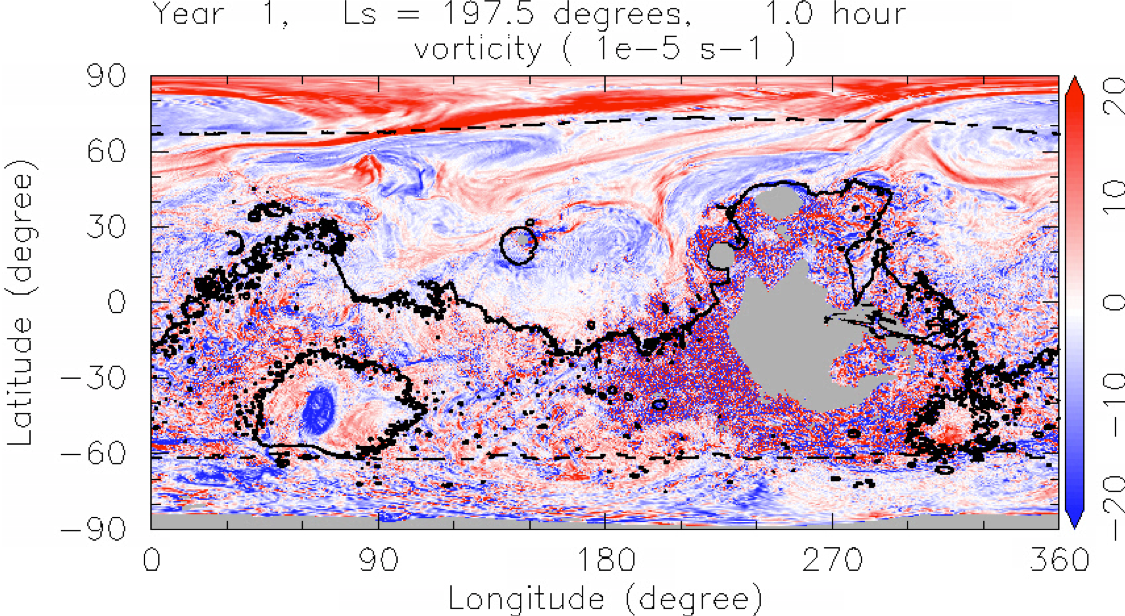 Year 1, Ls = 197.5 degrees, 1.0 hour
vorticity ( 1e−5 s−1 )
90
60
30
0
−30
−60
−90
Latitude (degree)
0 90 180 270 360
Longitude (degree)
20
10
0
−10
−20